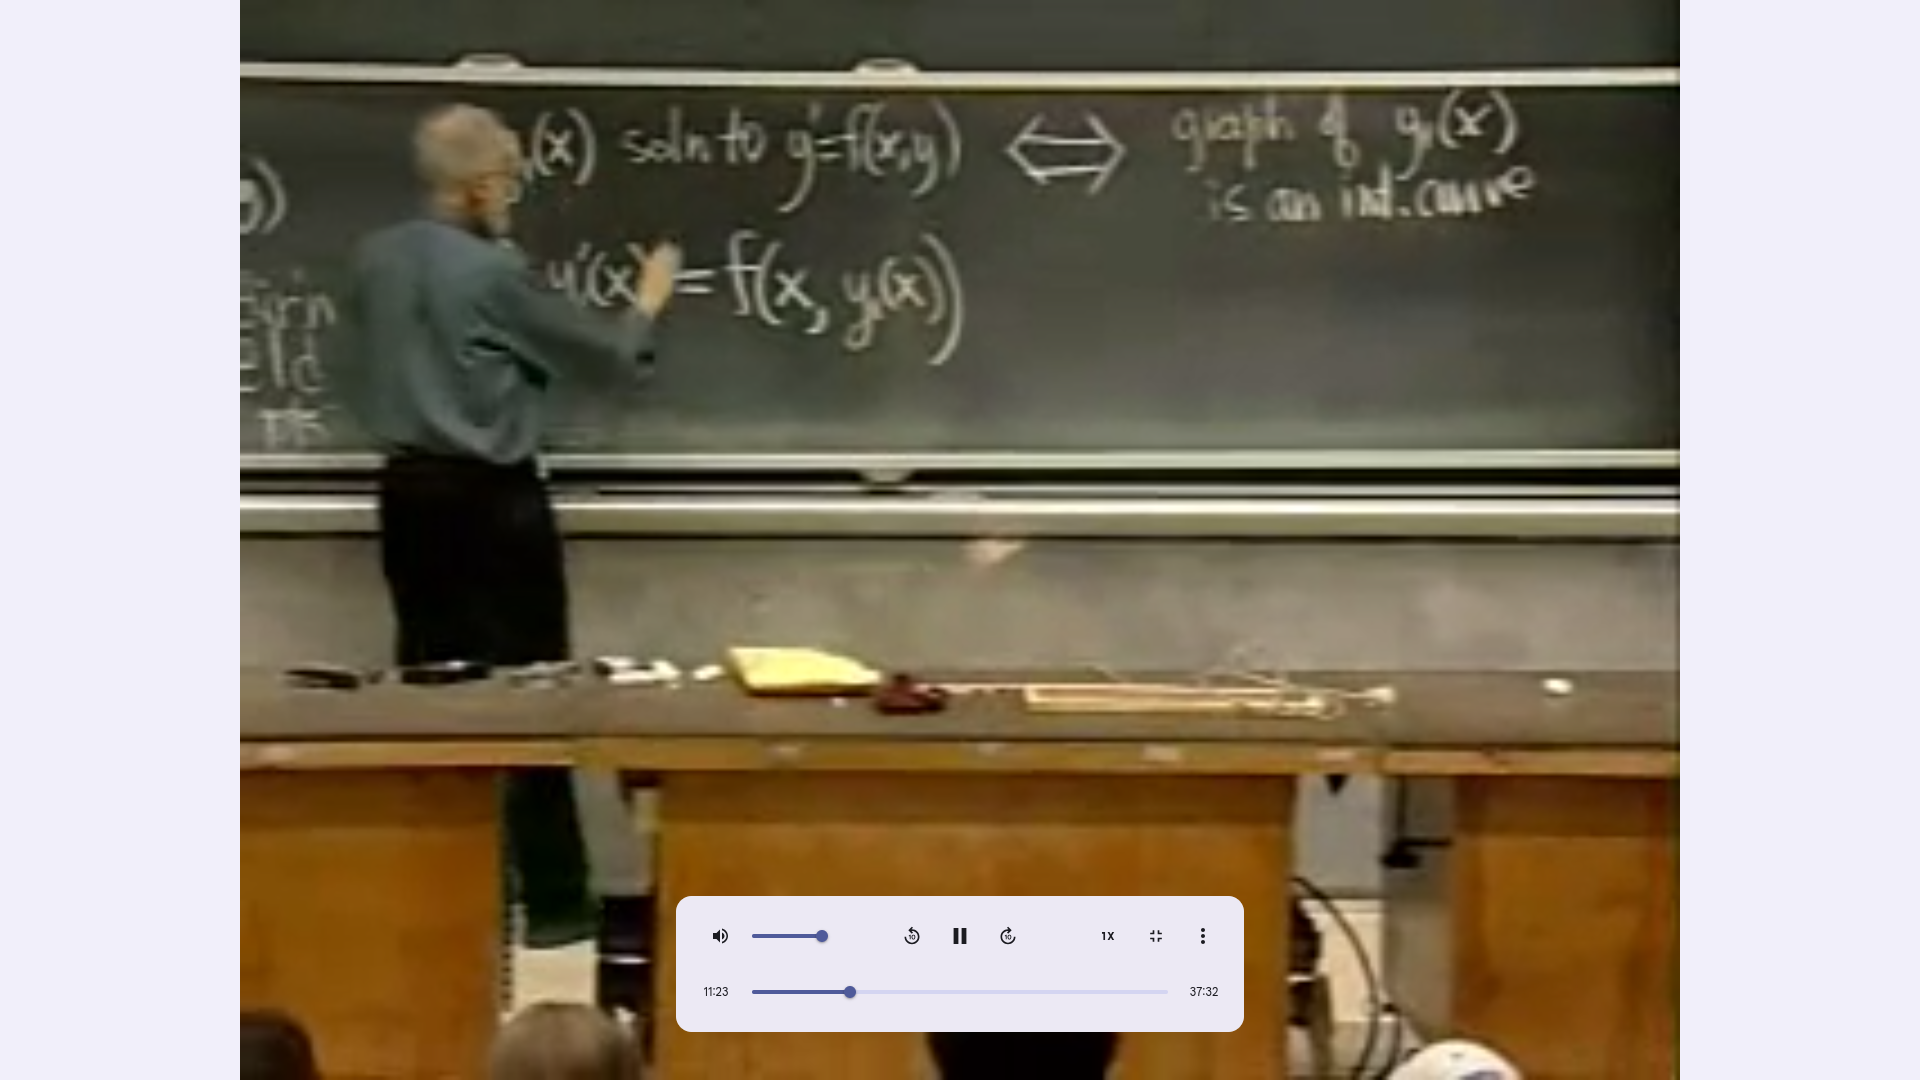 (x) soln to y'=f(x,y) ⇔ graph of y₁(x)
is an int. curve
y₁'(x) = f(x, y₁(x))
1X
11:23 37:32